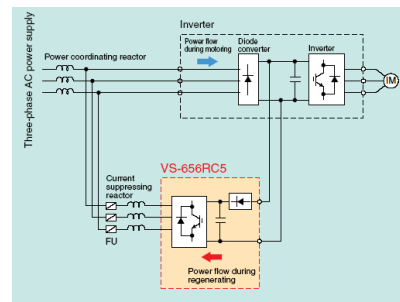 Inverter
Three-phase AC power supply
Power coordinating reactor
Power flow
during motoring
Diode
converter
Inverter
IM
VS-656RC5
Current
suppressing
reactor
FU
Power flow during
regenerating